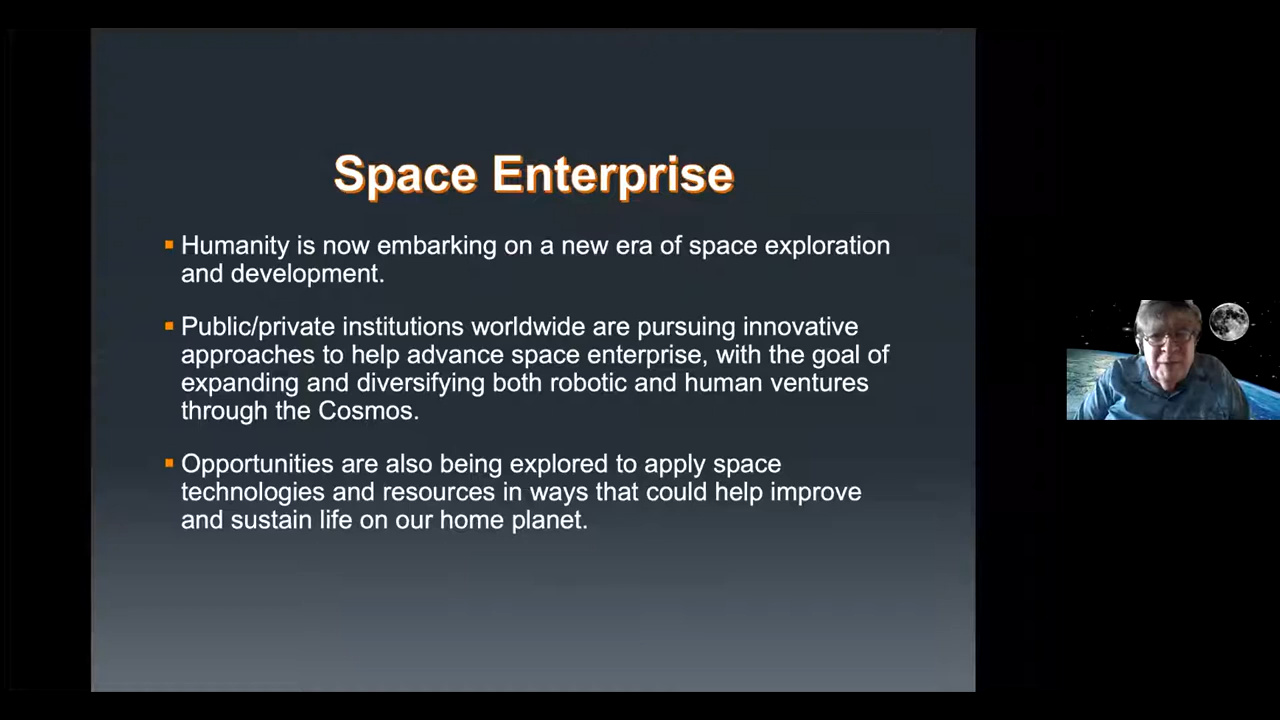 Space Enterprise
▪ Humanity is now embarking on a new era of space exploration
and development.
▪ Public/private institutions worldwide are pursuing innovative
approaches to help advance space enterprise, with the goal of
expanding and diversifying both robotic and human ventures
through the Cosmos.
▪ Opportunities are also being explored to apply space
technologies and resources in ways that could help improve
and sustain life on our home planet.